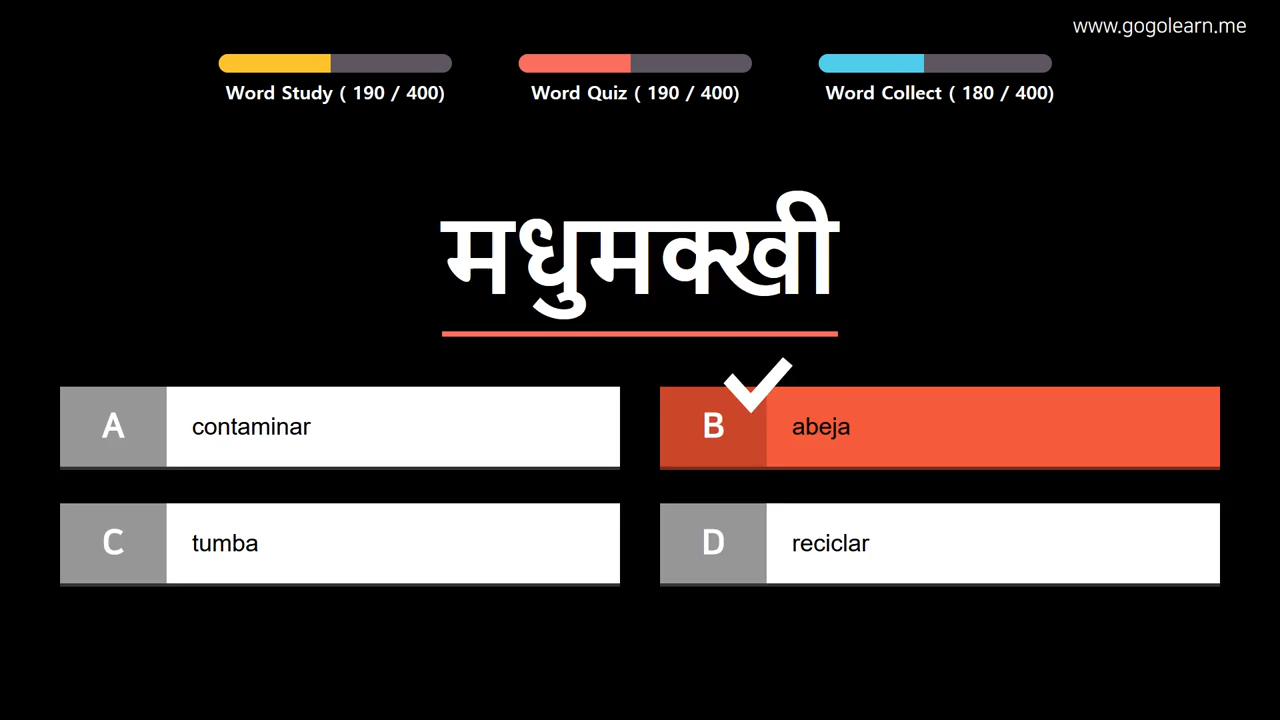 www.gogolearn.me
Word Study ( 190 / 400)
Word Quiz ( 190 / 400)
Word Collect ( 180 / 400)
मधुमक्खी
A contaminar
B abeja
C tumba
D reciclar